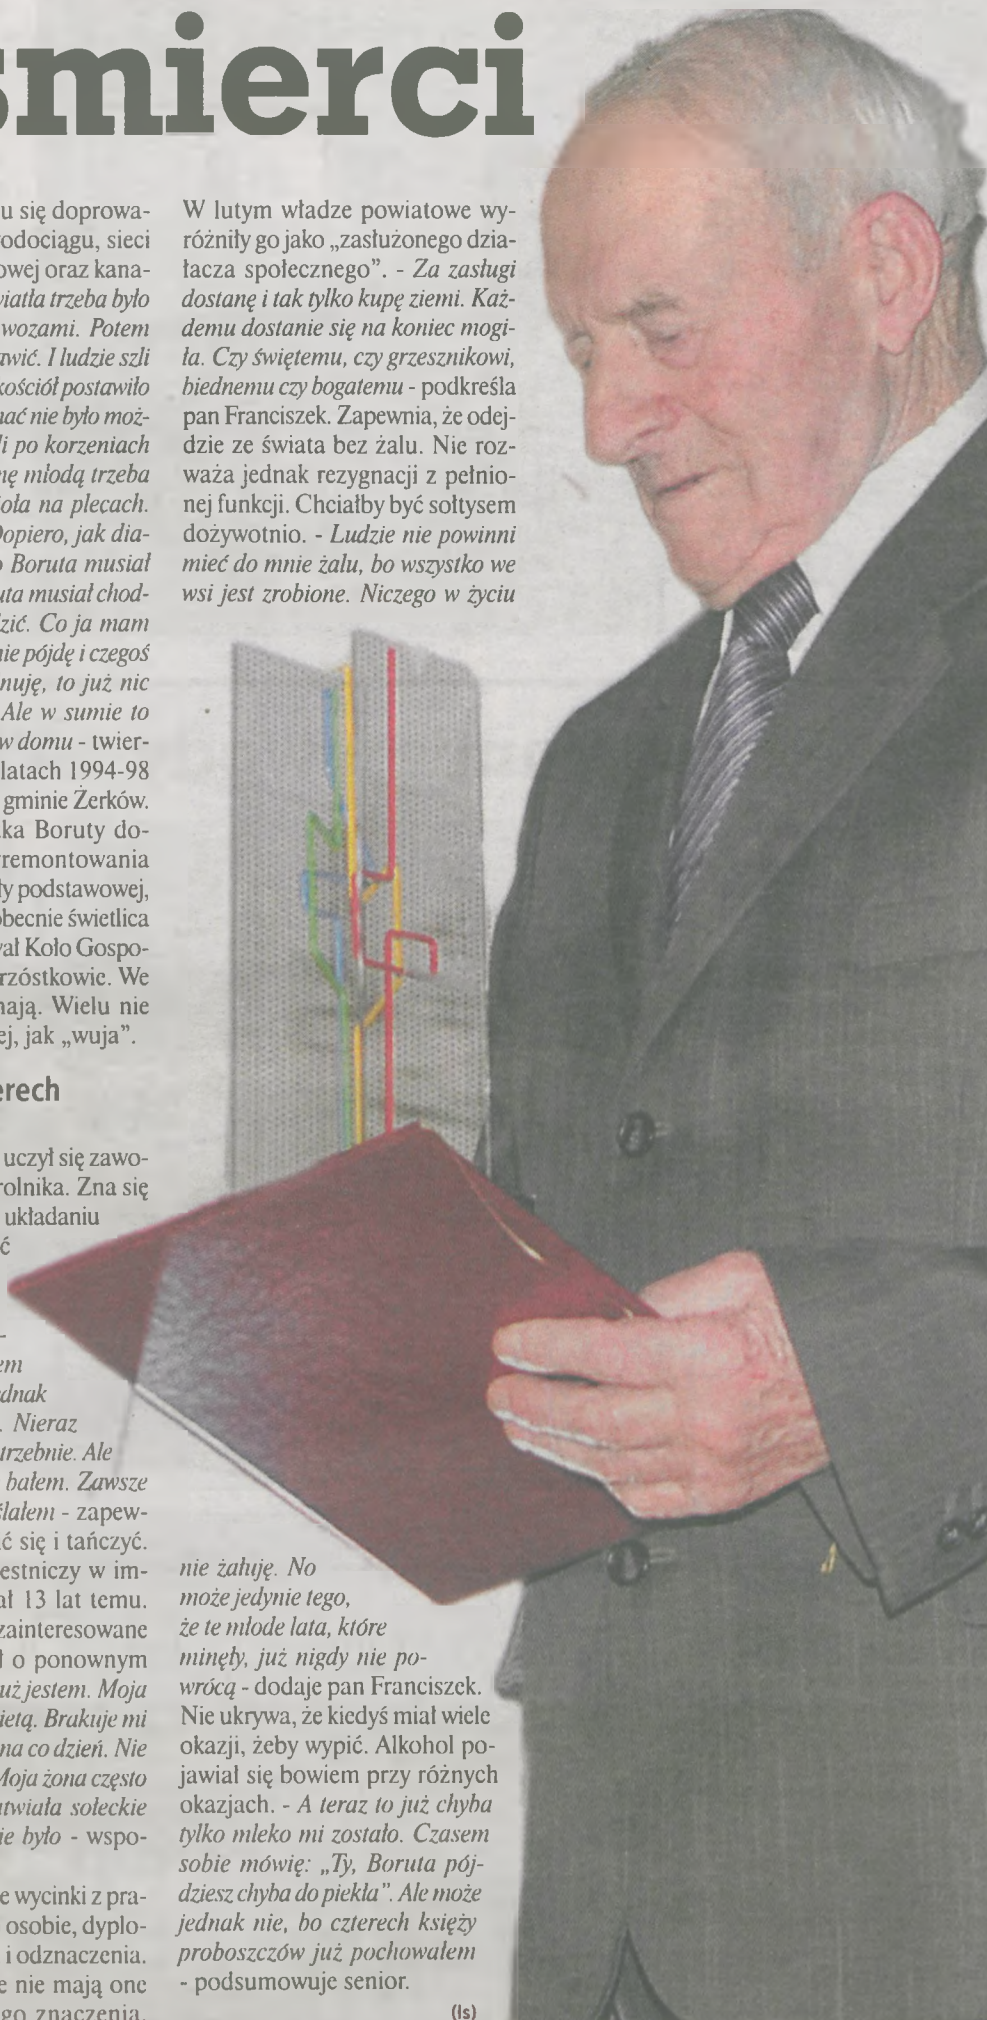 śmierci
u się doprowa-
odociągu, sieci
owej oraz kana-
wiatła trzeba było
wozami. Potem
awić. I ludzie szli
kościół postawiło
hać nie było moż-
li po korzeniach
nę młodą trzeba
oła na plecach.
Dopiero, jak dia-
o Boruta musiał
uta musiał chod-
zić. Co ja mam
nie pójdę i czegoś
nuję, to już nic
Ale w sumie to
w domu - twier-
latach 1994-98
gminie Żerków.
aka Boruty do-
remontowania
ły podstawowej,
obecnie świetlica
ał Koło Gospo-
rzóstkowie. We
nają. Wielu nie
ej, jak „wuja”.
erech
uczył się zawo-
rolnika. Zna się
układaniu
ć
-
em
ednak
. Nieraz
trzebnie. Ale
bałem. Zawsze
ślałem - zapew-
ć się i tańczyć.
estniczy w im-
ał 13 lat temu.
zainteresowane
ł o ponownym
uż jestem. Moja
ietą. Brakuje mi
na co dzień. Nie
Moja żona często
atwiała sołeckie
ie było - wspo-
e wycinki z pra-
osobie, dyplo-
i odznaczenia.
e nie mają one
go znaczenia.
W lutym władze powiatowe wy-
różniły go jako „zasłużonego dzia-
łacza społecznego”. - Za zasługi
dostanę i tak tylko kupę ziemi. Każ-
demu dostanie się na koniec mogi-
ła. Czy świętemu, czy grzesznikowi,
biednemu czy bogatemu - podkreśla
pan Franciszek. Zapewnia, że odej-
dzie ze świata bez żalu. Nie roz-
waża jednak rezygnacji z pełnio-
nej funkcji. Chciałby być sołtysem
dożywotnio. - Ludzie nie powinni
mieć do mnie żalu, bo wszystko we
wsi jest zrobione. Niczego w życiu
nie żałuję. No
może jedynie tego,
że te młode lata, które
minęły, już nigdy nie po-
wrócą - dodaje pan Franciszek.
Nie ukrywa, że kiedyś miał wiele
okazji, żeby wypić. Alkohol po-
jawiał się bowiem przy różnych
okazjach. - A teraz to już chyba
tylko mleko mi zostało. Czasem
sobie mówię: „Ty, Boruta pój-
dziesz chyba do piekła”. Ale może
jednak nie, bo czterech księży
proboszczów już pochowałem
- podsumowuje senior.
(ls)